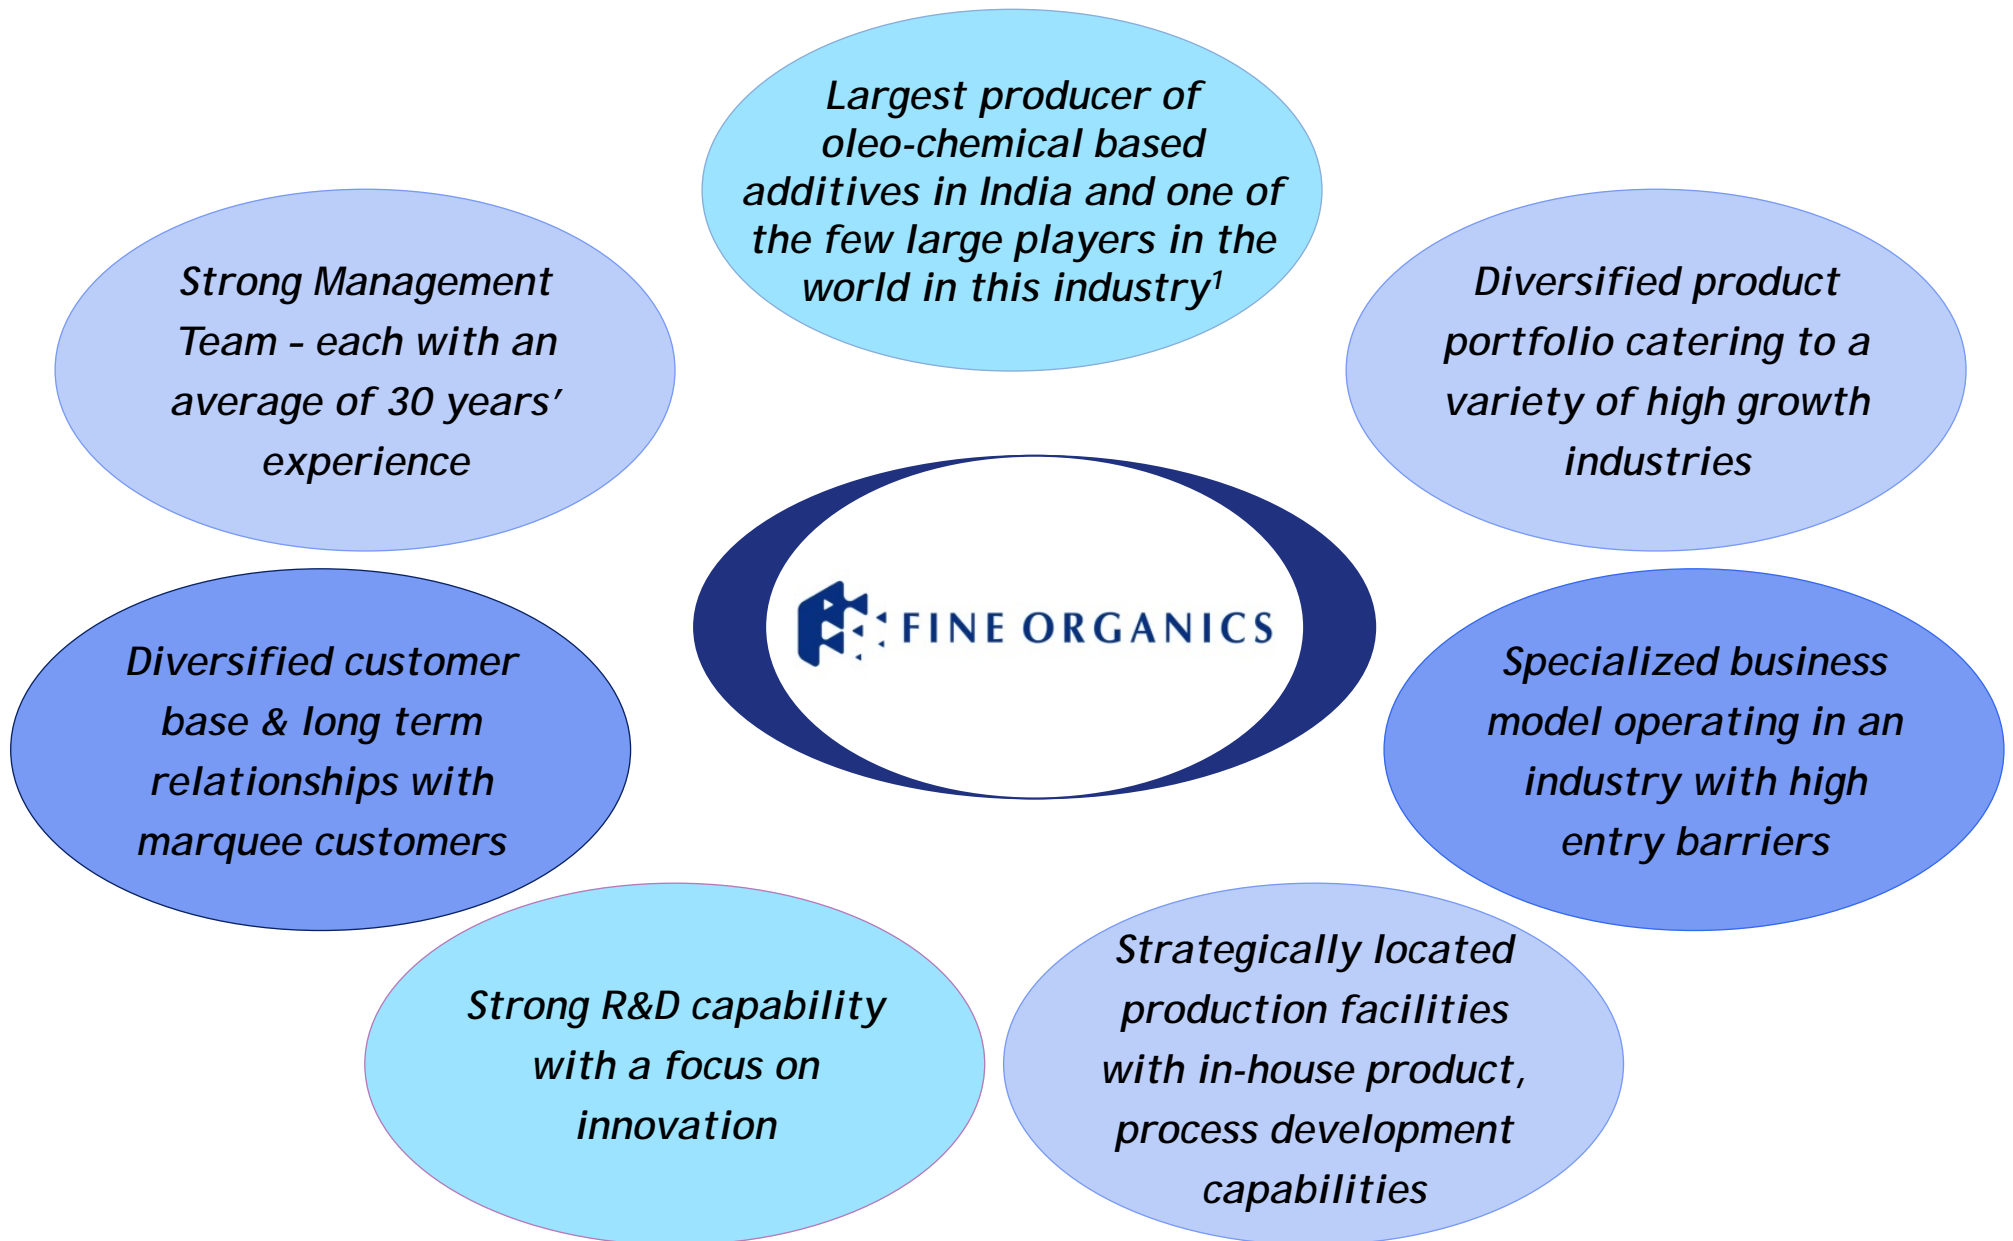 Largest producer of
oleo-chemical based
additives in India and one of
the few large players in the
world in this industry¹
Strong Management
Team - each with an
average of 30 years'
experience
Diversified product
portfolio catering to a
variety of high growth
industries
FINE ORGANICS
Diversified customer
base & long term
relationships with
marquee customers
Specialized business
model operating in an
industry with high
entry barriers
Strong R&D capability
with a focus on
innovation
Strategically located
production facilities
with in-house product,
process development
capabilities